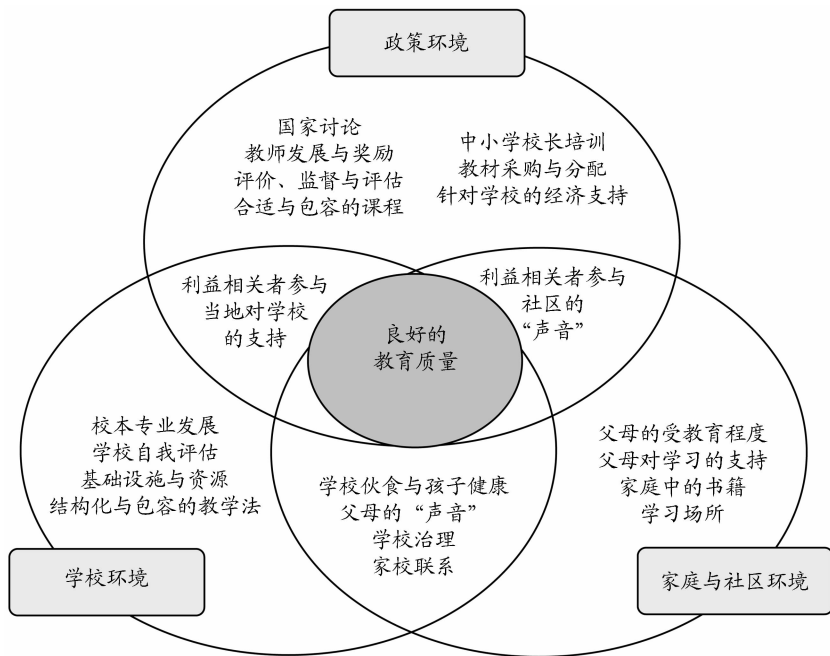 政策环境
国家讨论
教师发展与奖励
评价、监督与评估
合适与包容的课程
中小学校长培训
教材采购与分配
针对学校的经济支持
利益相关者参与
当地对学校
的支持
良好的
教育质量
利益相关者参与
社区的
“声音”
校本专业发展
学校自我评估
基础设施与资源
结构化与包容的教学法
学校伙食与孩子健康
父母的“声音”
学校治理
家校联系
父母的受教育程度
父母对学习的支持
家庭中的书籍
学习场所
学校环境
家庭与社区环境